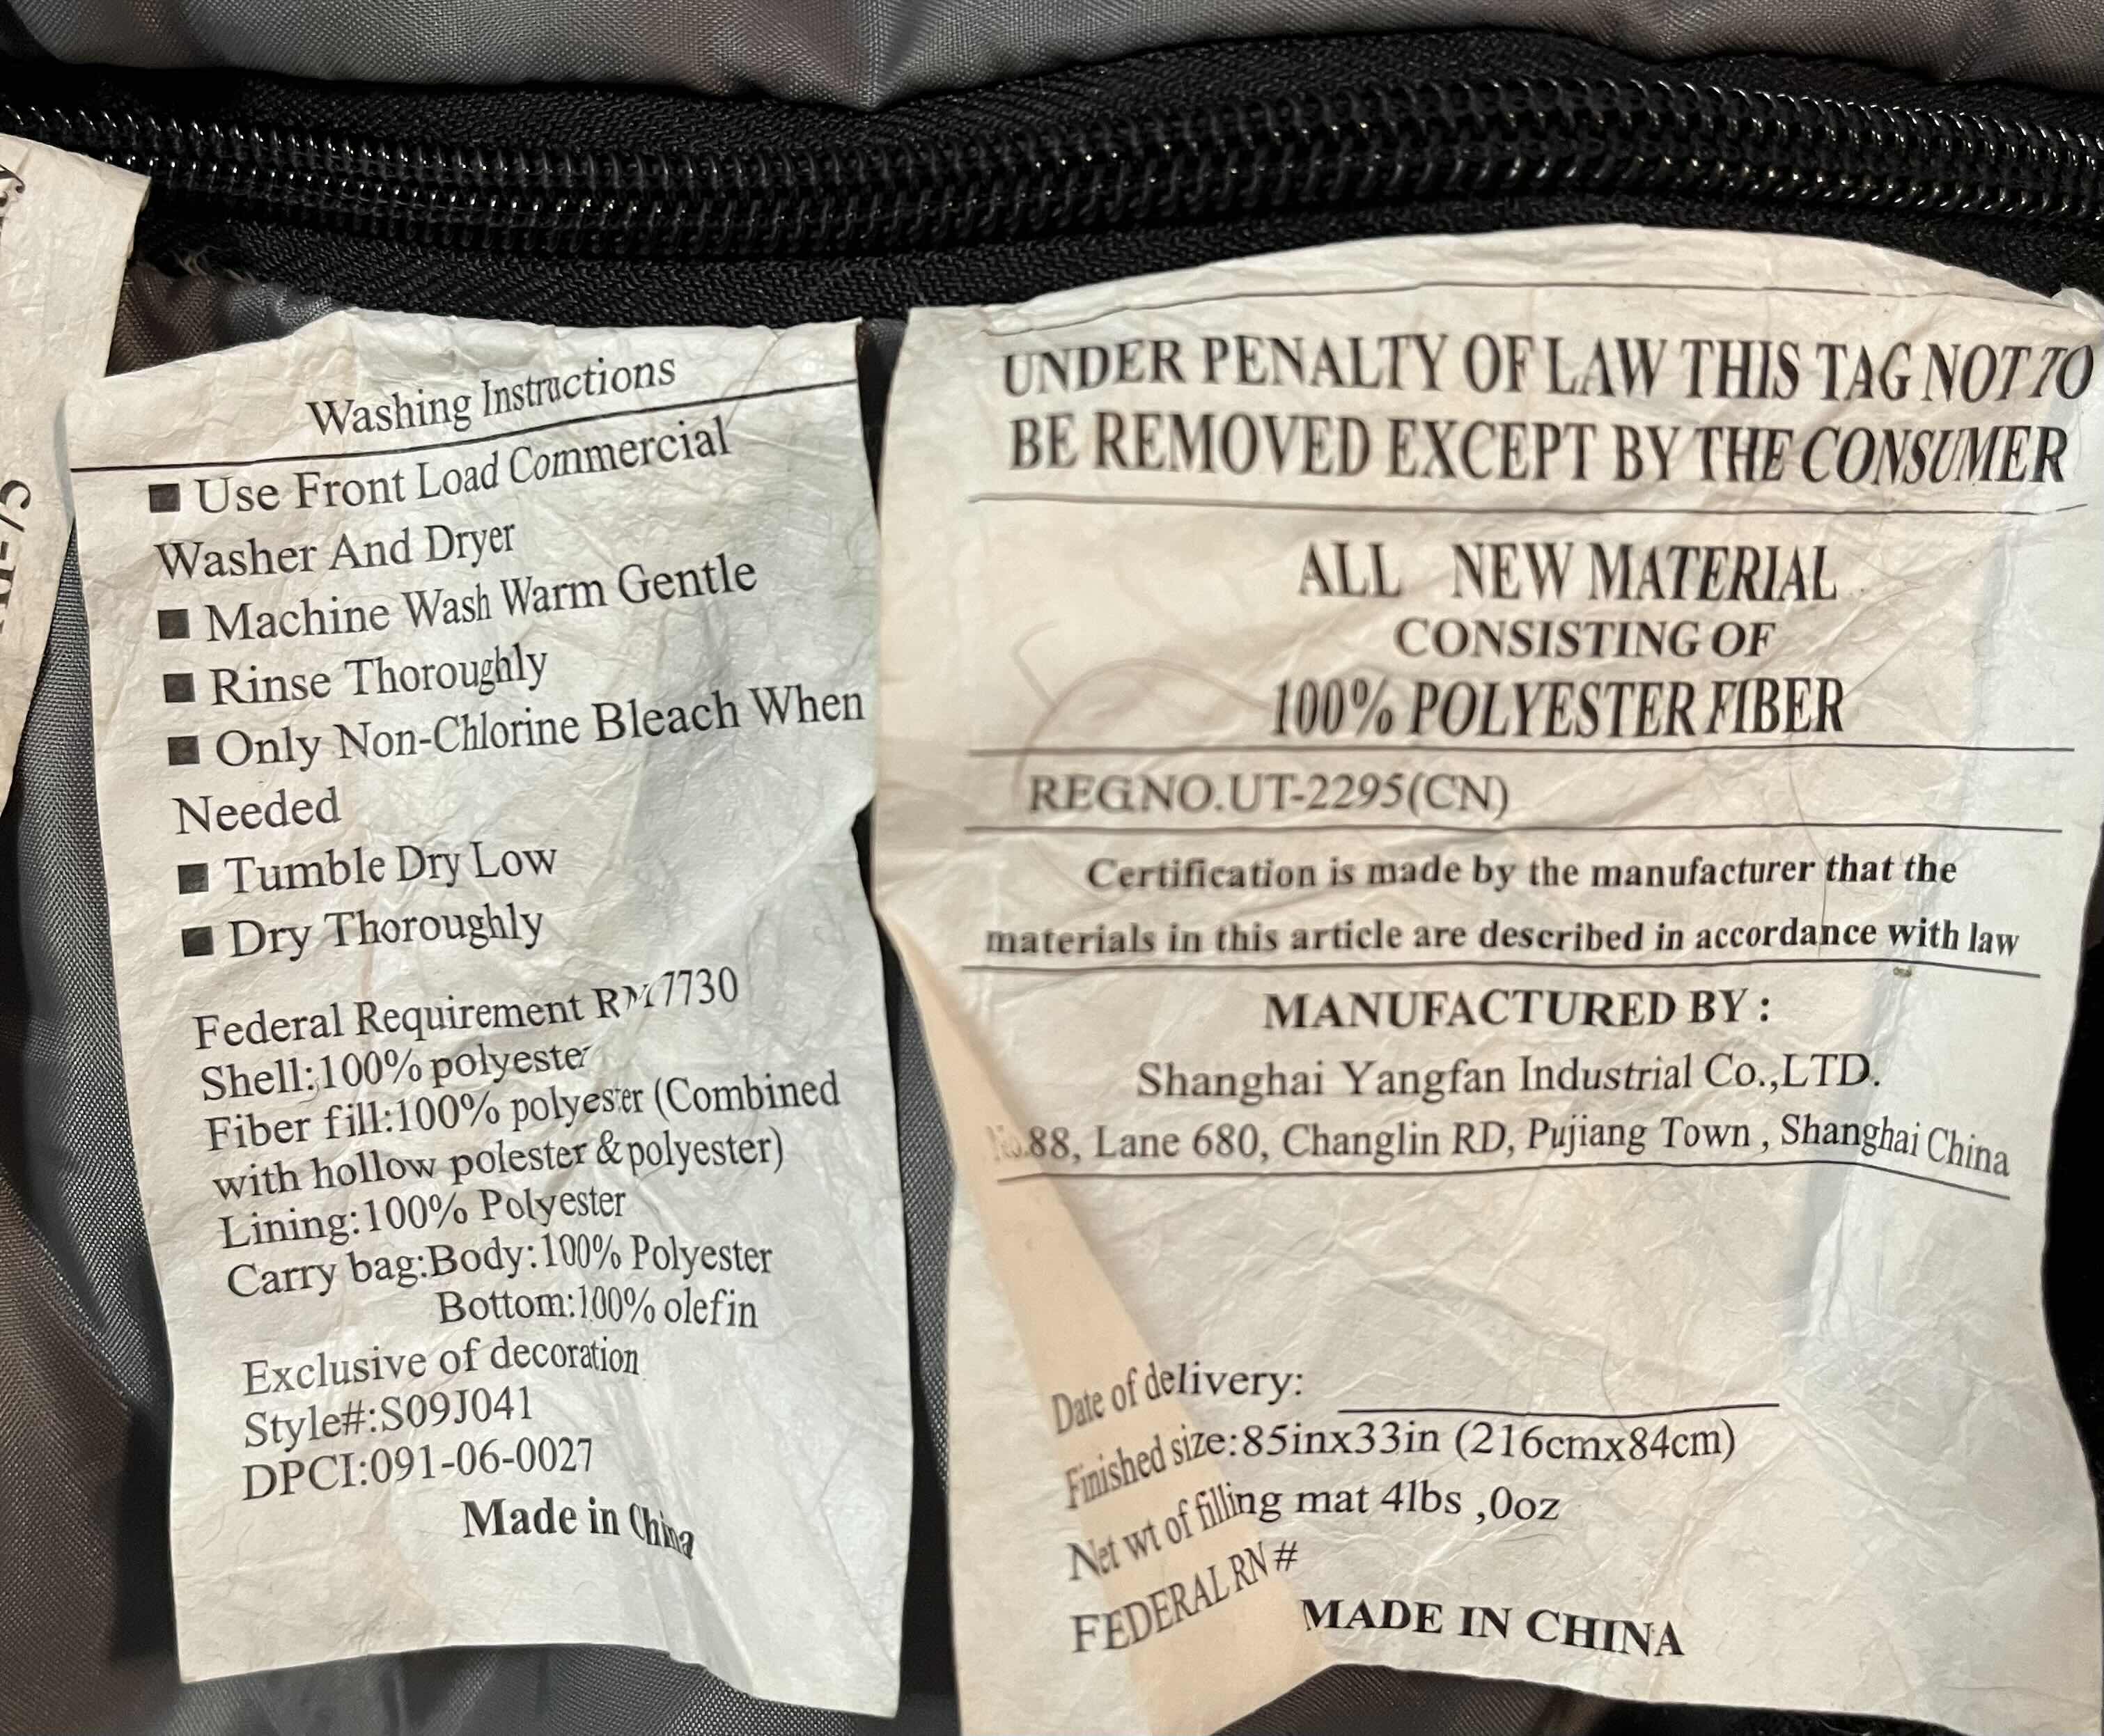 Washing Instructions
■ Use Front Load Commercial
Washer And Dryer
■ Machine Wash Warm Gentle
■ Rinse Thoroughly
■ Only Non-Chlorine Bleach When
Needed
■ Tumble Dry Low
■ Dry Thoroughly
Federal Requirement RM7730
Shell:100% polyester
Fiber fill:100% polyester (Combined
with hollow polester & polyester)
Lining:100% Polyester
Carry bag:Body:100% Polyester
Bottom:100% olefin
Exclusive of decoration
Style#:S09J041
DPCI:091-06-0027
Made in China
UNDER PENALTY OF LAW THIS TAG NOT TO
BE REMOVED EXCEPT BY THE CONSUMER
ALL NEW MATERIAL
CONSISTING OF
100% POLYESTER FIBER
REG.NO.UT-2295(CN)
Certification is made by the manufacturer that the
materials in this article are described in accordance with law
MANUFACTURED BY :
Shanghai Yangfan Industrial Co.,LTD.
No.88, Lane 680, Changlin RD, Pujiang Town , Shanghai China
Date of delivery:
Finished size:85inx33in (216cmx84cm)
Net wt of filling mat 4lbs ,0oz
FEDERAL RN #
MADE IN CHINA